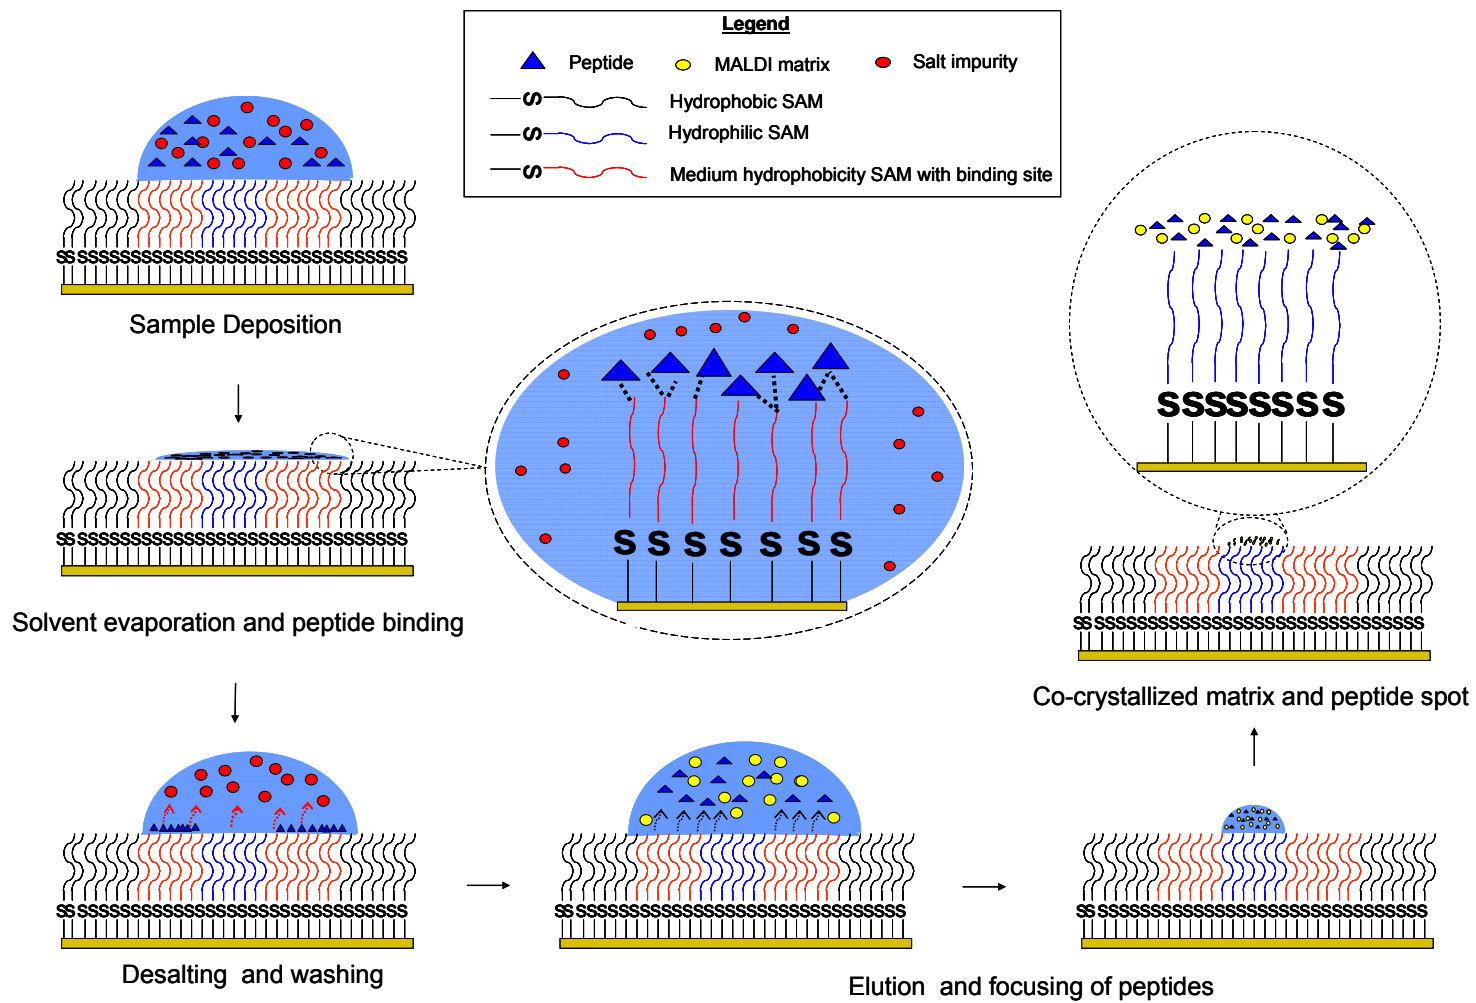 Legend
Peptide
MALDI matrix
Salt impurity
S
Hydrophobic SAM
S
Hydrophilic SAM
S
Medium hydrophobicity SAM with binding site
Sample Deposition
Solvent evaporation and peptide binding
S S S S S S S
S S S S S S S S
Co-crystallized matrix and peptide spot
Desalting and washing
Elution and focusing of peptides